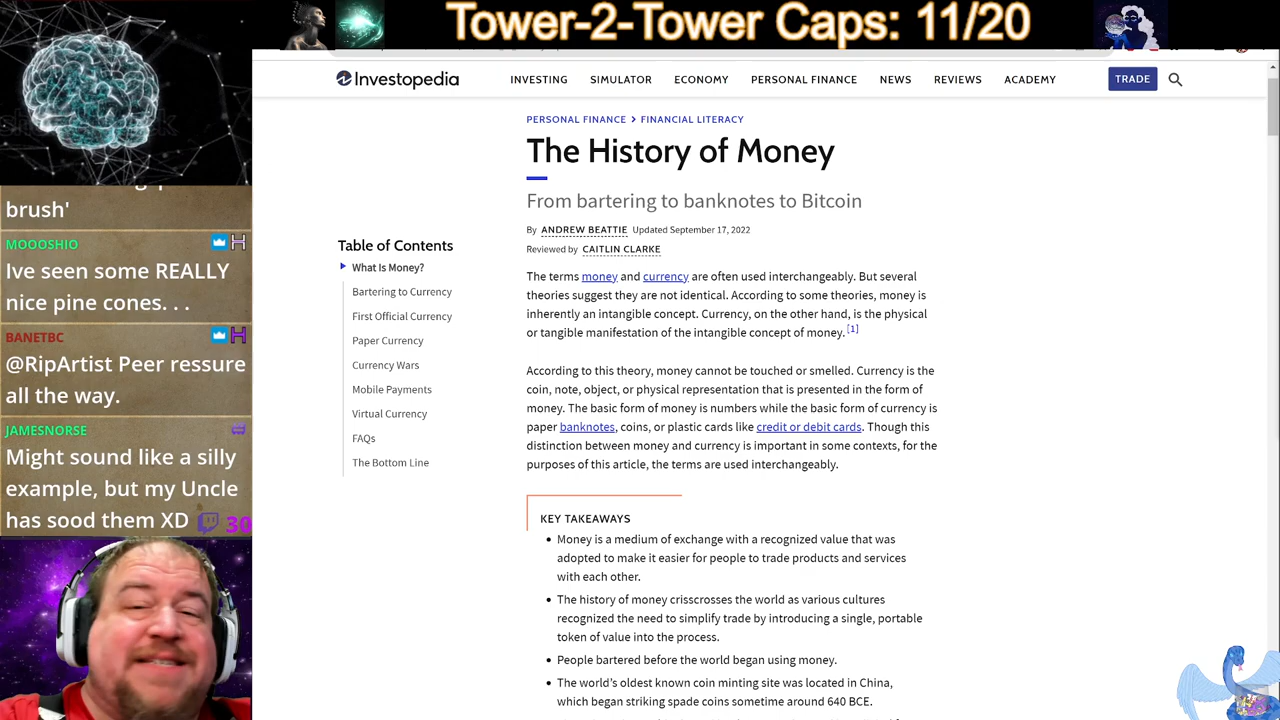 Tower-2-Tower Caps: 11/20
brush'
MOOOSHIO
Ive seen some REALLY
nice pine cones. . .
BANETBC
@RipArtist Peer ressure
all the way.
JAMESNORSE
Might sound like a silly
example, but my Uncle
has sood them XD
30
Investopedia
INVESTING
SIMULATOR
ECONOMY
PERSONAL FINANCE
NEWS
REVIEWS
ACADEMY
TRADE
PERSONAL FINANCE > FINANCIAL LITERACY
The History of Money
From bartering to banknotes to Bitcoin
By ANDREW BEATTIE Updated September 17, 2022
Reviewed by CAITLIN CLARKE
Table of Contents
What Is Money?
Bartering to Currency
First Official Currency
Paper Currency
Currency Wars
Mobile Payments
Virtual Currency
FAQs
The Bottom Line
The terms money and currency are often used interchangeably. But several
theories suggest they are not identical. According to some theories, money is
inherently an intangible concept. Currency, on the other hand, is the physical
or tangible manifestation of the intangible concept of money. [1]
According to this theory, money cannot be touched or smelled. Currency is the
coin, note, object, or physical representation that is presented in the form of
money. The basic form of money is numbers while the basic form of currency is
paper banknotes, coins, or plastic cards like credit or debit cards. Though this
distinction between money and currency is important in some contexts, for the
purposes of this article, the terms are used interchangeably.
KEY TAKEAWAYS
• Money is a medium of exchange with a recognized value that was
adopted to make it easier for people to trade products and services
with each other.
• The history of money crisscrosses the world as various cultures
recognized the need to simplify trade by introducing a single, portable
token of value into the process.
• People bartered before the world began using money.
• The world's oldest known coin minting site was located in China,
which began striking spade coins sometime around 640 BCE.